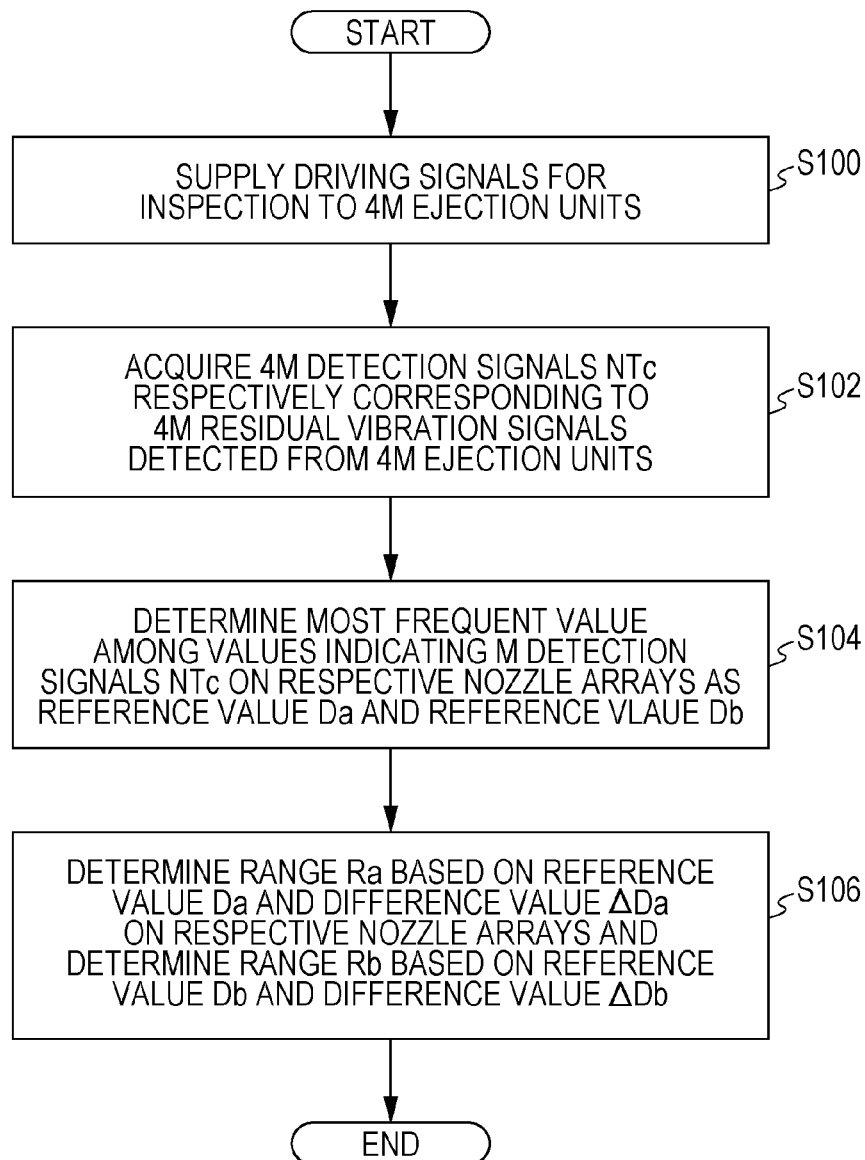 START
SUPPLY DRIVING SIGNALS FOR
INSPECTION TO 4M EJECTION UNITS
S100
ACQUIRE 4M DETECTION SIGNALS NTc
RESPECTIVELY CORRESPONDING TO
4M RESIDUAL VIBRATION SIGNALS
DETECTED FROM 4M EJECTION UNITS
S102
DETERMINE MOST FREQUENT VALUE
AMONG VALUES INDICATING M DETECTION
SIGNALS NTc ON RESPECTIVE NOZZLE ARRAYS AS
REFERENCE VALUE Da AND REFERENCE VLAUE Db
S104
DETERMINE RANGE Ra BASED ON REFERENCE
VALUE Da AND DIFFERENCE VALUE ΔDa
ON RESPECTIVE NOZZLE ARRAYS AND
DETERMINE RANGE Rb BASED ON REFERENCE
VALUE Db AND DIFFERENCE VALUE ΔDb
S106
END